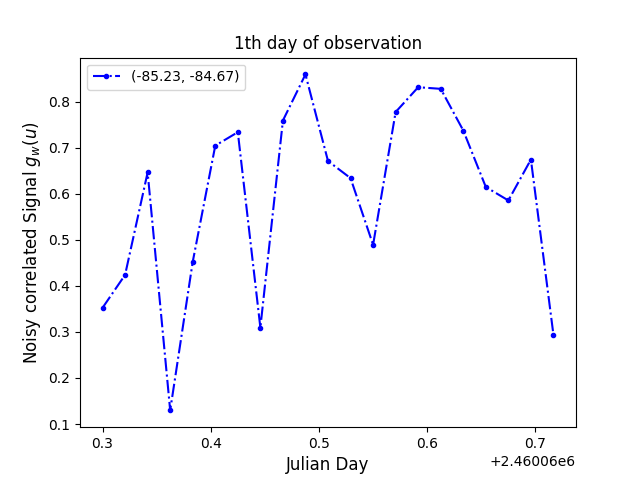 1th day of observation
(-85.23, -84.67)
Noisy correlated Signal $g_w(u)$
0.8
0.7
0.6
0.5
0.4
0.3
0.2
0.1
0.3 0.4 0.5 0.6 0.7
Julian Day
+2.46006e6